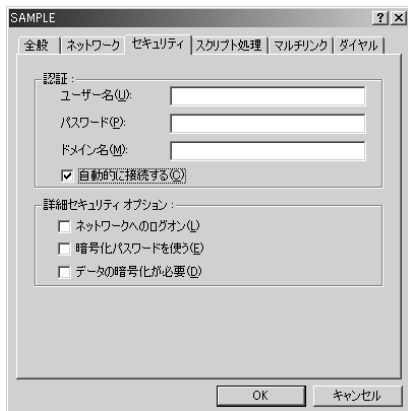 SAMPLE
全般 ネットワーク セキュリティ スクリプト処理 マルチリンク ダイヤル
認証:
ユーザー名(U):
パスワード(P):
ドメイン名(M):
自動的に接続する(C)
詳細セキュリティ オプション:
ネットワークへのログオン(L)
暗号化パスワードを使う(E)
データの暗号化が必要(D)
OK キャンセル